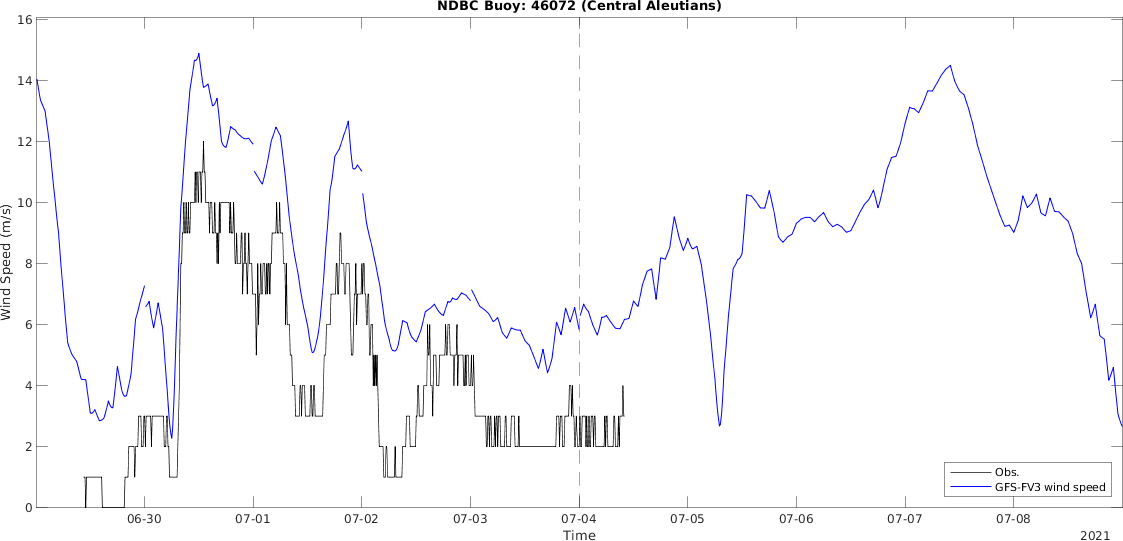 NDBC Buoy: 46072 (Central Aleutians)
16
14
12
10
8
6
4
2
0
Wind Speed (m/s)
Obs.
GFS-FV3 wind speed
06-30 07-01 07-02 07-03 07-04 07-05 07-06 07-07 07-08
Time
2021